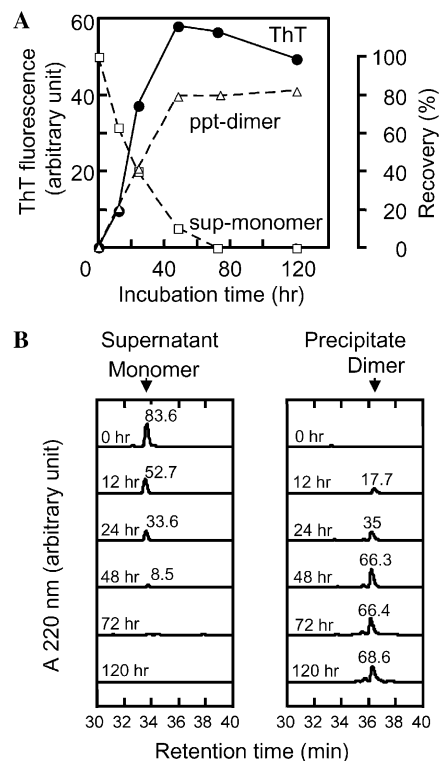 A
ThT fluorescence
(arbitrary unit)
60
40
20
0
ThT
ppt-dimer
sup-monomer
100
80
60
40
20
0
Recovery (%)
0 40 80 120
Incubation time (hr)
B
Supernatant
Monomer
Precipitate
Dimer
A 220 nm (arbitrary unit)
83.6
0 hr
52.7
12 hr
33.6
24 hr
8.5
48 hr
72 hr
120 hr
30 32 34 36 38 40
0 hr
17.7
12 hr
35
24 hr
66.3
48 hr
66.4
72 hr
68.6
120 hr
30 32 34 36 38 40
Retention time (min)